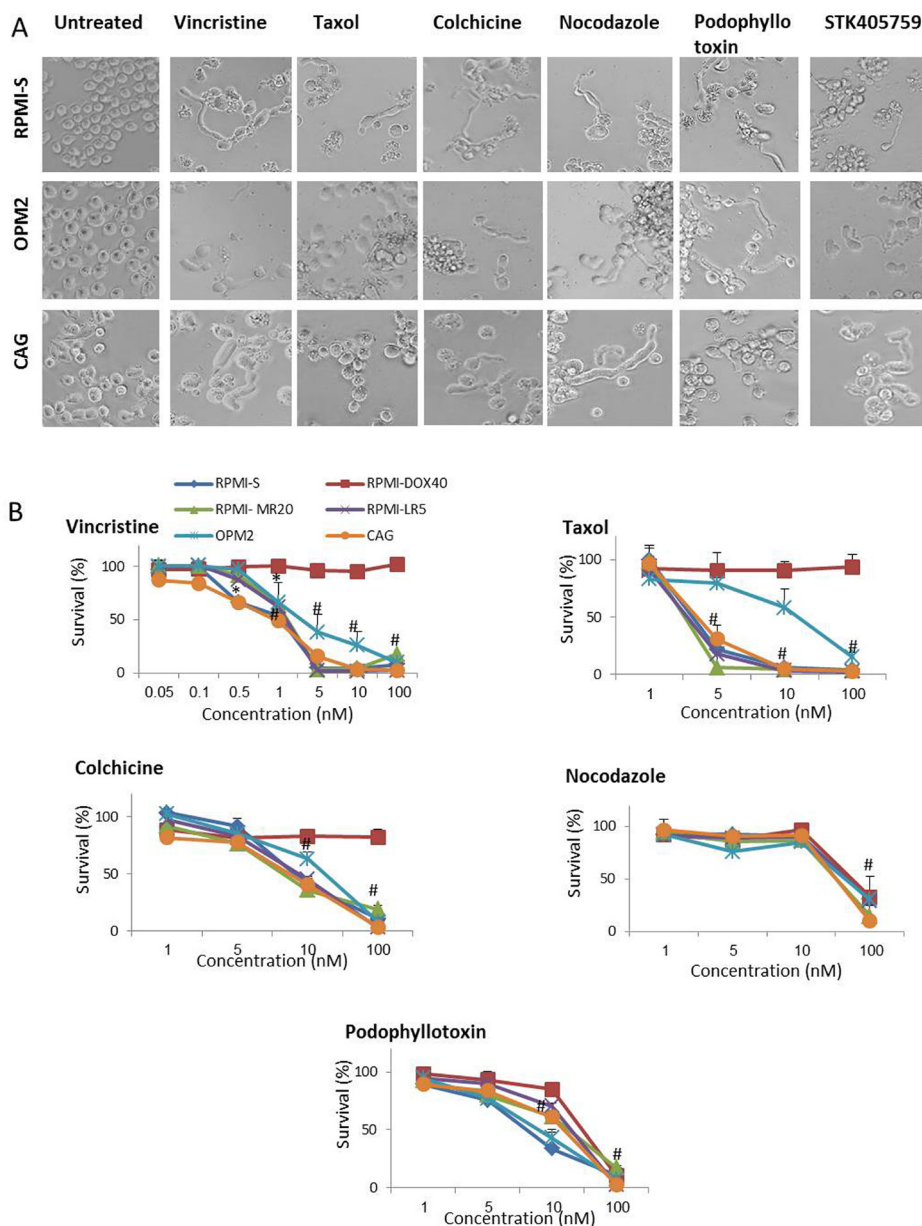 A
Untreated Vincristine Taxol Colchicine Nocodazole Podophyllo STK405759
toxin
RPMI-S
OPM2
CAG
B
RPMI-S RPMI-DOX40
RPMI- MR20 RPMI-LR5
OPM2 CAG
Vincristine
Survival (%)
100
50
0
* * # # # #
0.05 0.1 0.5 1 5 10 100
Concentration (nM)
Taxol
Survival (%)
100
50
0
# # #
1 5 10 100
Concentration (nM)
Colchicine
Survival (%)
100
50
0
# #
1 5 10 100
Concentration (nM)
Nocodazole
Survival (%)
100
50
0
#
1 5 10 100
Concentration (nM)
Podophyllotoxin
Survival (%)
100
50
0
# #
1 5 10 100
Concentration (nM)